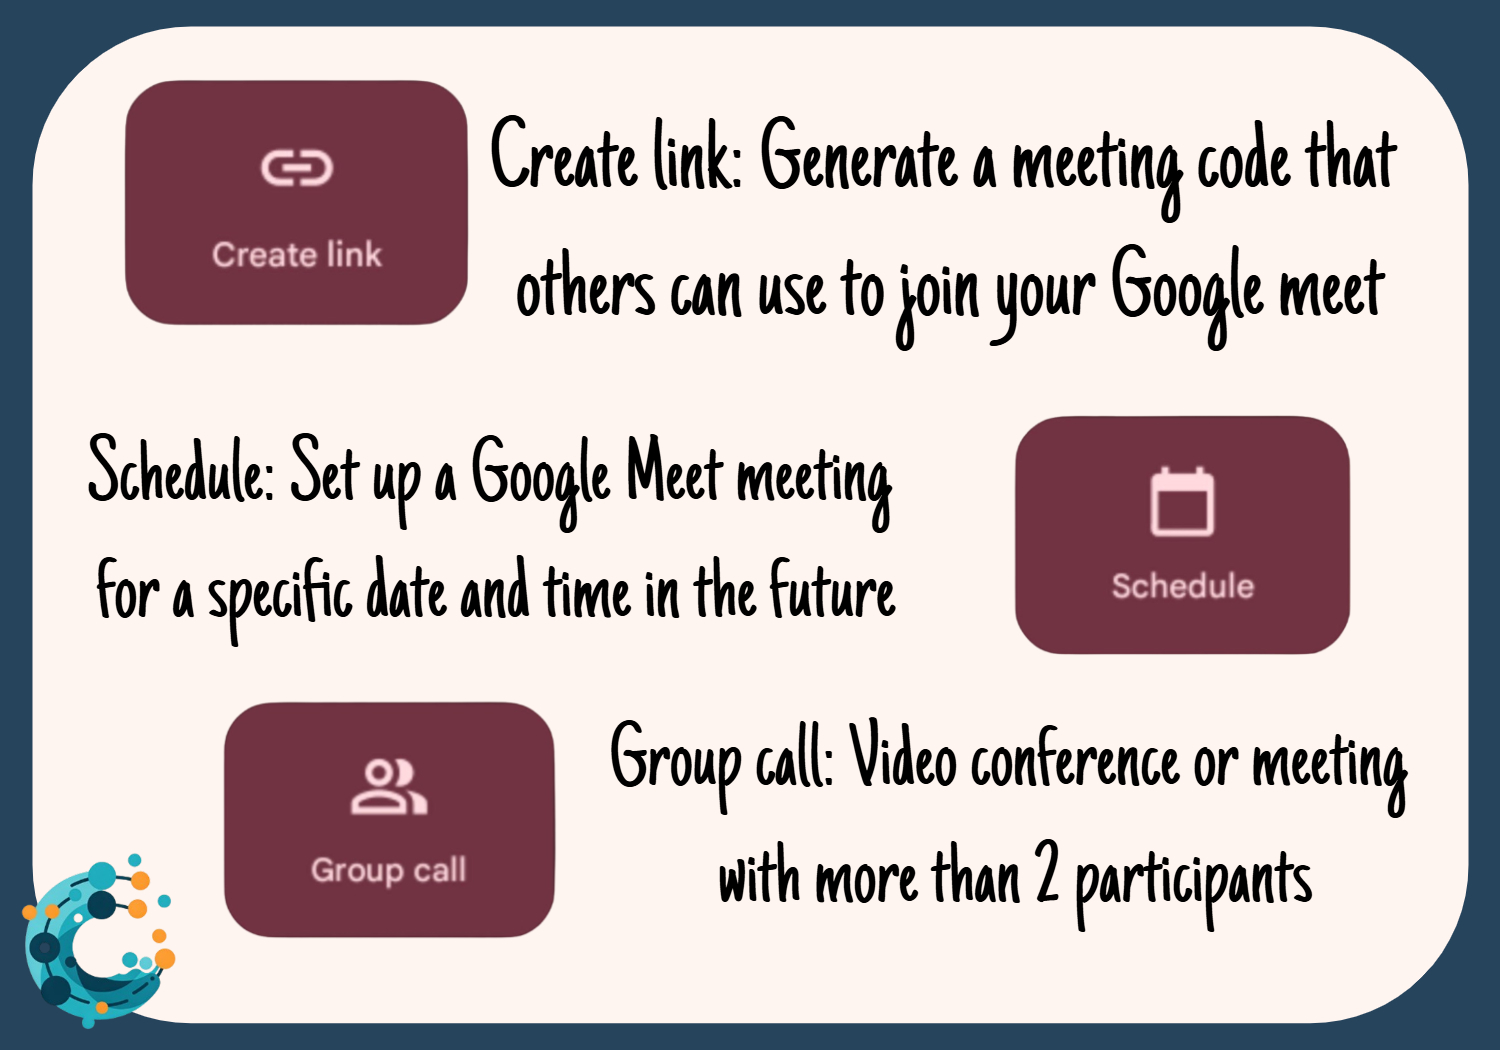 Create link
Create link: Generate a meeting code that
others can use to join your Google meet
Schedule: Set up a Google Meet meeting
for a specific date and time in the future
Schedule
Group call
Group call: Video conference or meeting
with more than 2 participants